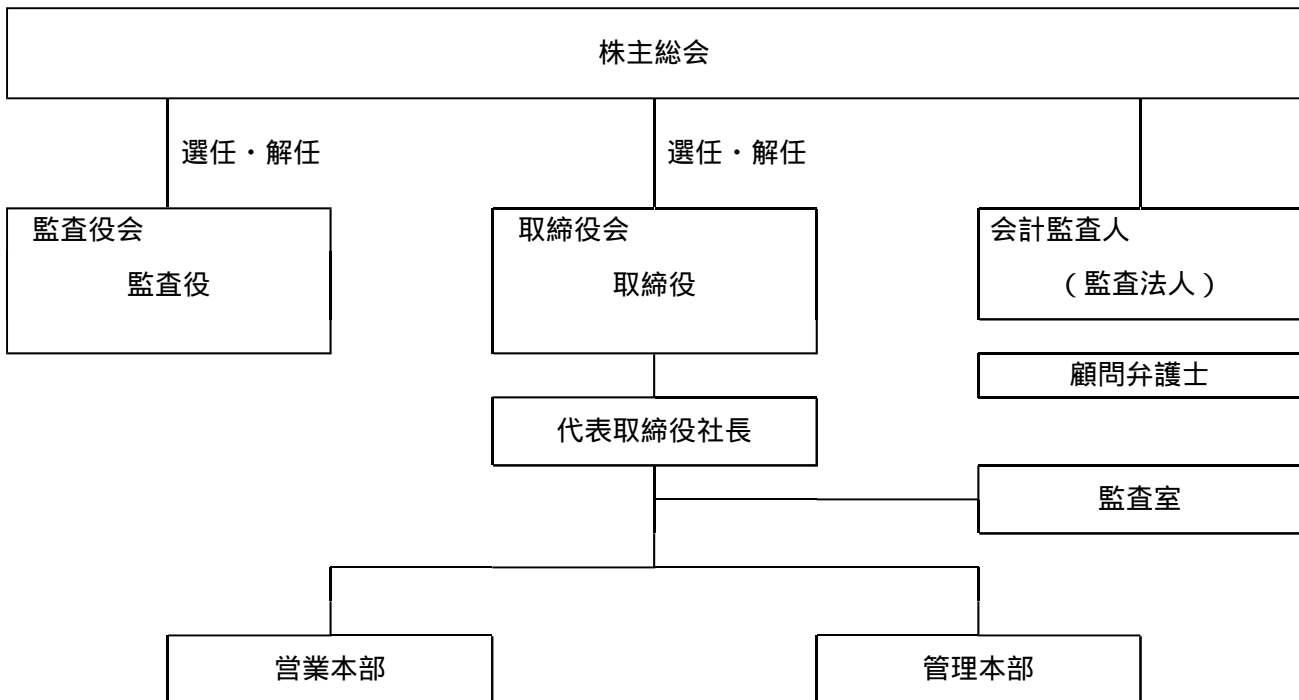 株主総会
選任・解任
選任・解任
監査役会
監査役
取締役会
取締役
会計監査人
(監査法人)
顧問弁護士
代表取締役社長
監査室
営業本部
管理本部